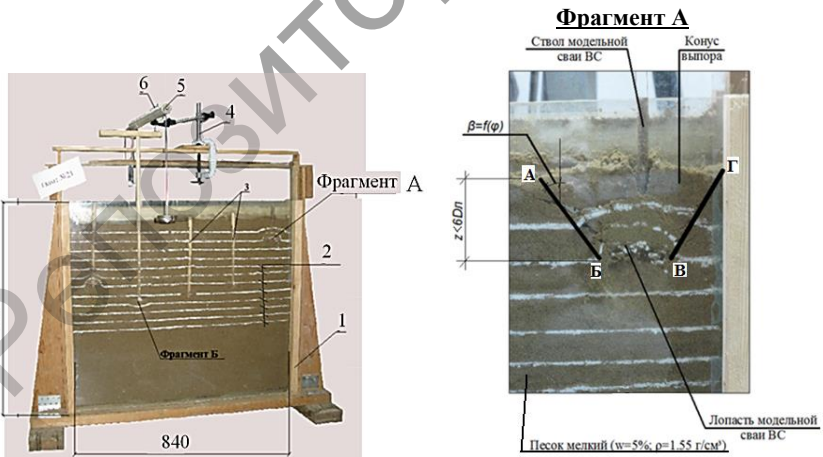 Фрагмент А
Ствол модельной
сваи ВС
Конус
выпора
β=f(φ)
А
Г
z<6Dл
Б
В
Лопасть модельной
сваи ВС
Песок мелкий (w=5%; ρ=1.55 г/см³)
6
5
4
3
Фрагмент А
2
1
Фрагмент Б
840